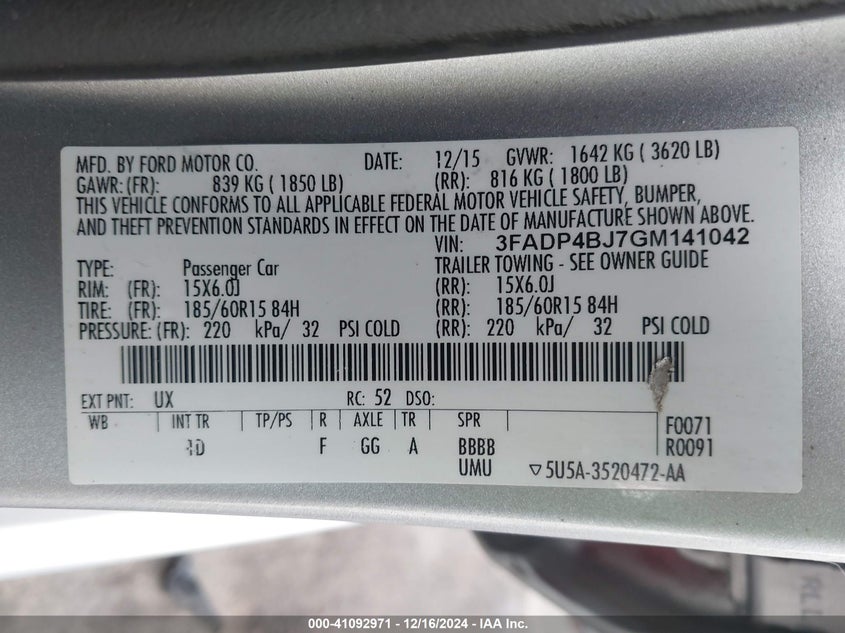 MFD. BY FORD MOTOR CO. DATE: 12/15 GVWR: 1642 KG ( 3620 LB)
GAWR: (FR): 839 KG ( 1850 LB) (RR): 816 KG ( 1800 LB)
THIS VEHICLE CONFORMS TO ALL APPLICABLE FEDERAL MOTOR VEHICLE SAFETY, BUMPER,
AND THEFT PREVENTION STANDARDS IN EFFECT ON THE DATE OF MANUFACTURE SHOWN ABOVE.
VIN: 3FADP4BJ7GM141042
TYPE: Passenger Car TRAILER TOWING - SEE OWNER GUIDE
RIM: (FR): 15X6.0J (RR): 15X6.0J
TIRE: (FR): 185/60R15 84H (RR): 185/60R15 84H
PRESSURE: (FR): 220 kPa/ 32 PSI COLD (RR): 220 kPa/ 32 PSI COLD
EXT PNT: UX RC: 52 DSO:
WB INT TR TP/PS R AXLE TR SPR F0071
F GG A BBBB R0091
UMU ▽5U5A-3520472-AA
000-41092971 - 12/16/2024 - IAA Inc.